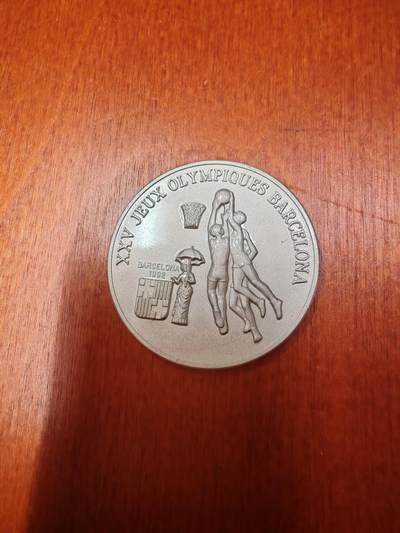 XXV JEUX OLYMPIQUES BARCELONA
BARCELONA
1992